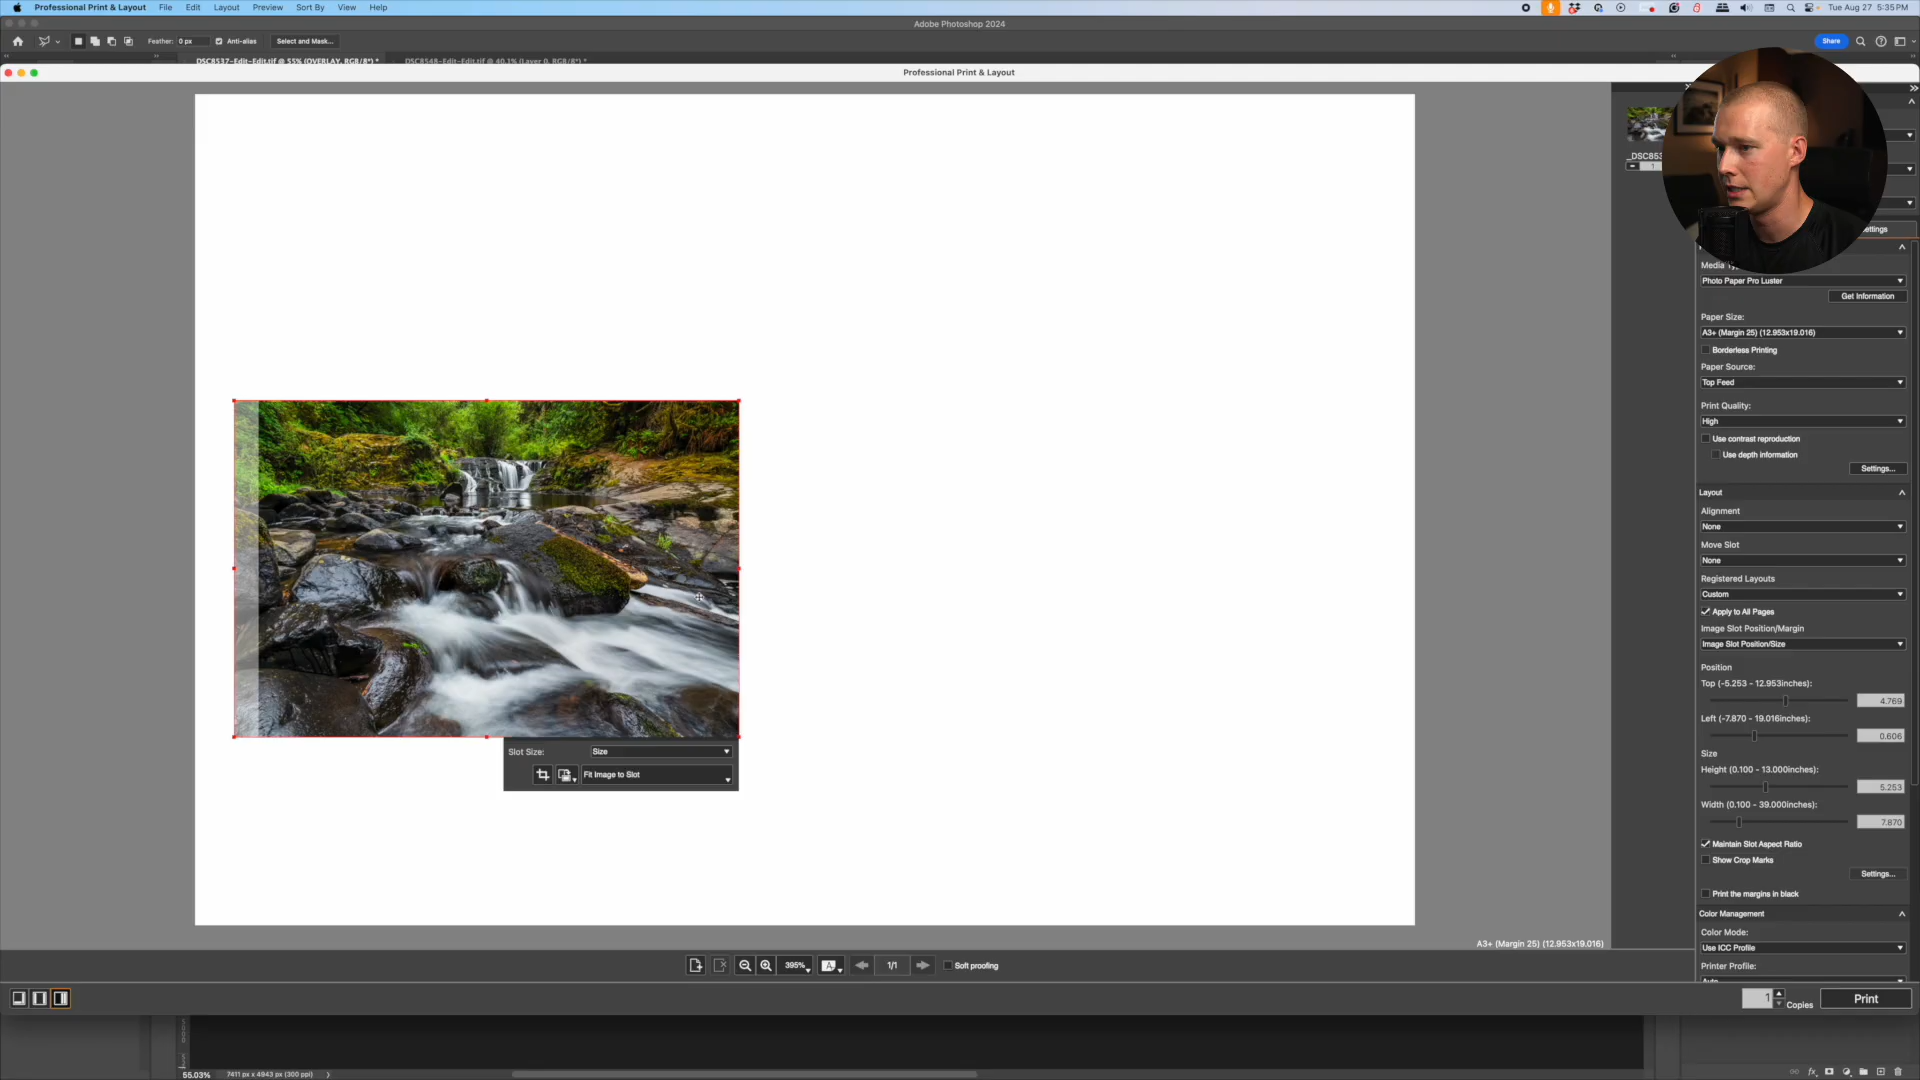 Professional Print & Layout File Edit Layout Preview Sort By View Help
Tue Aug 27 5:35PM
Adobe Photoshop 2024
Feather: 0 px Anti-alias Select and Mask... Share
DSC8537-Edit-Edit.tif @ 55% (OVERLAY, RGB/8*) * DSC8548-Edit-Edit.tif @ 40.1% (Layer 0, RGB/8*) *
Professional Print & Layout
_DSC853
1
ettings
Photo Paper Pro Luster
Get Information
Paper Size:
A3+ (Margin 25) (12.953x19.016)
Borderless Printing
Paper Source:
Top Feed
Print Quality:
High
Use contrast reproduction
Use depth information
Settings...
Layout
Alignment
None
Move Slot
None
Registered Layouts
Custom
Apply to All Pages
Image Slot Position/Margin
Image Slot Position/Size
Position
Top (-5.253 - 12.953inches):
4.769
Left (-7.870 - 19.016inches):
0.606
Size
Height (0.100 - 13.000inches):
5.253
Width (0.100 - 39.000inches):
7.870
Maintain Slot Aspect Ratio
Show Crop Marks
Settings...
Print the margins in black
Color Management
Color Mode:
Use ICC Profile
Printer Profile:
Auto
Slot Size: Size
Fit Image to Slot
A3+ (Margin 25) (12.953x19.016)
395% A 1/1 Soft proofing
1 Copies Print
55.03% 7411 px x 4943 px (300 ppi)
fx